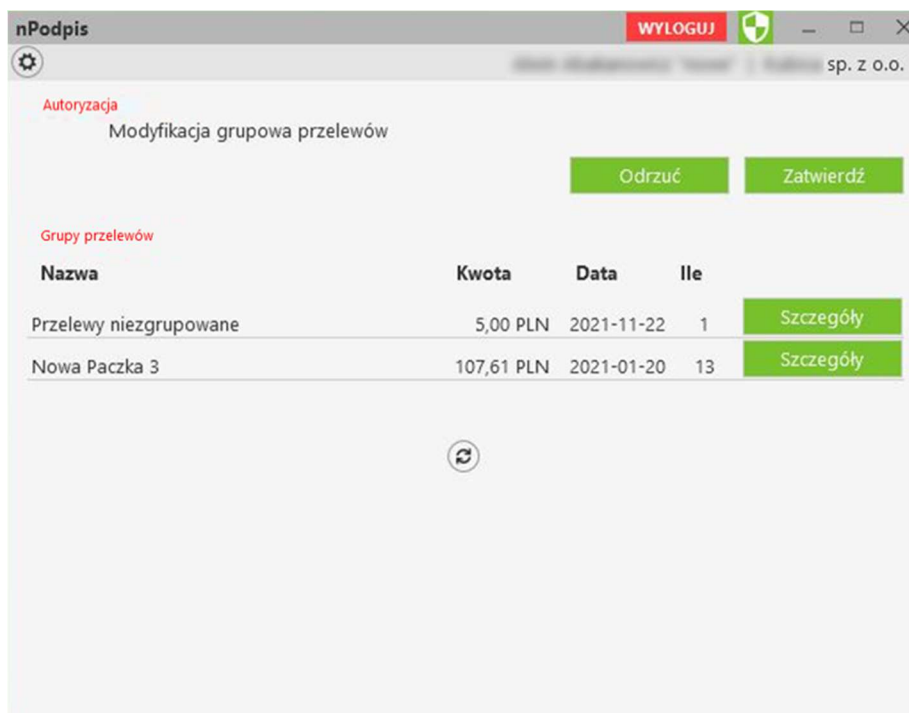 nPodpis WYLOGUJ
sp. z o.o.
Autoryzacja
Modyfikacja grupowa przelewów
Odrzuć Zatwierdź
Grupy przelewów
Nazwa Kwota Data Ile
Przelewy niezgrupowane 5,00 PLN 2021-11-22 1 Szczegóły
Nowa Paczka 3 107,61 PLN 2021-01-20 13 Szczegóły